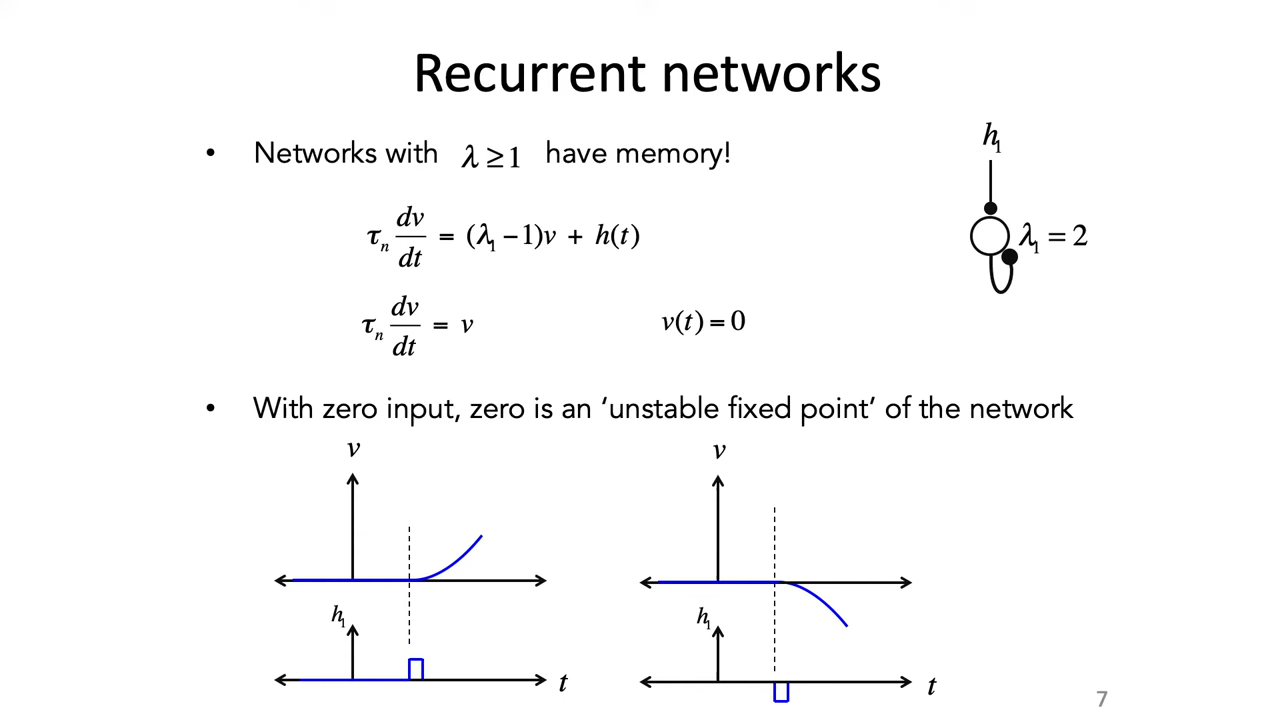 Recurrent networks
• Networks with λ ≥ 1 have memory!
h₁
τₙ dv/dt = (λ₁ − 1)v + h(t)
λ₁ = 2
τₙ dv/dt = v v(t) = 0
• With zero input, zero is an ‘unstable fixed point’ of the network
v v
h₁ h₁
t t
7